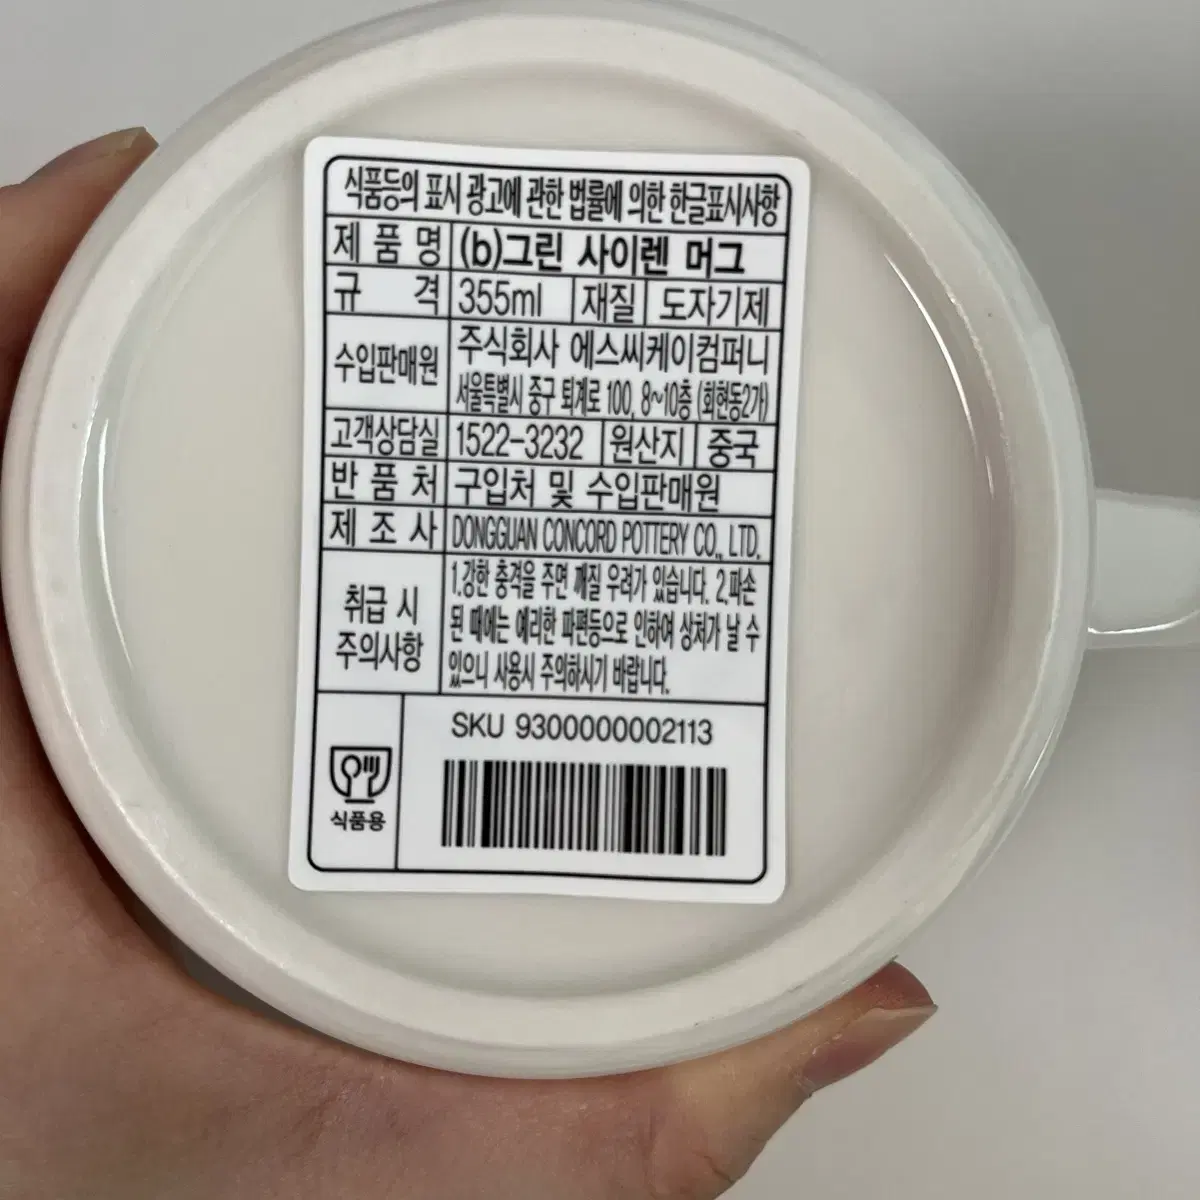 식품등의 표시 광고에 관한 법률에 의한 한글표시사항
제품명 (b)그린 사이렌 머그
규격 355ml 재질 도자기제
수입판매원 주식회사 에스씨케이컴퍼니
서울특별시 중구 퇴계로 100, 8~10층 (회현동2가)
고객상담실 1522-3232 원산지 중국
반품처 구입처 및 수입판매원
제조사 DONGGUAN CONCORD POTTERY CO., LTD.
취급 시
주의사항
1.강한 충격을 주면 깨질 우려가 있습니다. 2.파손
된 때에는 예리한 파편등으로 인하여 상처가 날 수
있으니 사용시 주의하시기 바랍니다.
SKU 9300000002113
식품용